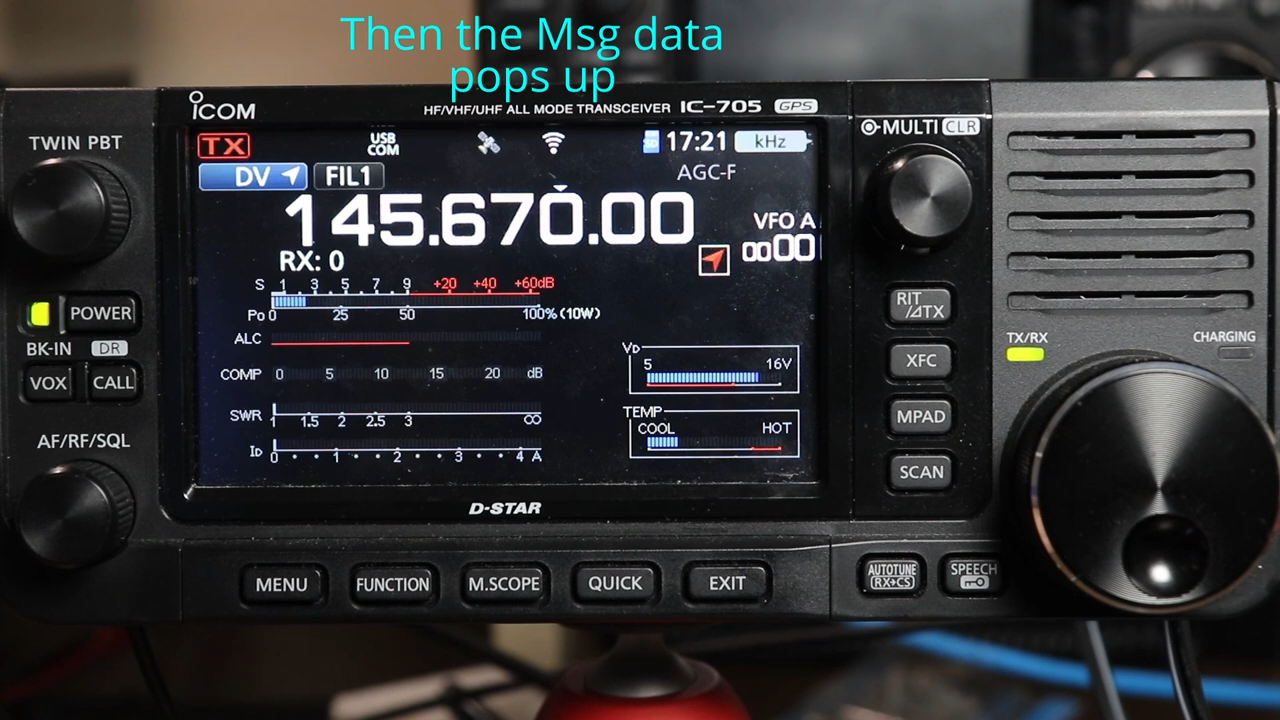 Then the Msg data
pops up
ICOM
HF/VHF/UHF ALL MODE TRANSCEIVER IC-705 GPS
TWIN PBT
MULTI CLR
TX
USB
COM
SD
17:21
kHz
DV
FIL1
AGC-F
145.670.00
VFO A
0000
RX: 0
S 1 3 5 7 9 +20 +40 +60dB
Po 0 25 50 100% (10W)
ALC
COMP 0 5 10 15 20 dB
SWR 1 1.5 2 2.5 3 ∞
ID 0 1 2 3 4 A
VD
5 16V
TEMP
COOL HOT
POWER
BK-IN DR
VOX CALL
AF/RF/SQL
RIT
/⊿TX
XFC
MPAD
SCAN
TX/RX
CHARGING
D-STAR
MENU FUNCTION M.SCOPE QUICK EXIT
AUTOTUNE
RX→CS
SPEECH